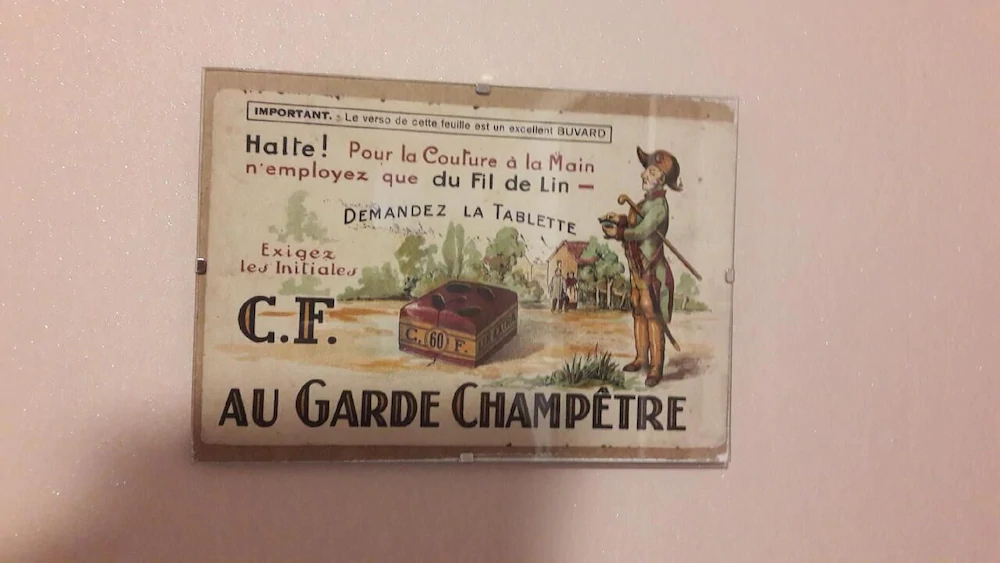 IMPORTANT. - Le verso de cette feuille est un excellent BUVARD
Halte! Pour la Couture à la Main
n'employez que du Fil de Lin —
DEMANDEZ LA TABLETTE
Exigez
les Initiales
C.F.
C. 60 F.
AU GARDE CHAMPÊTRE